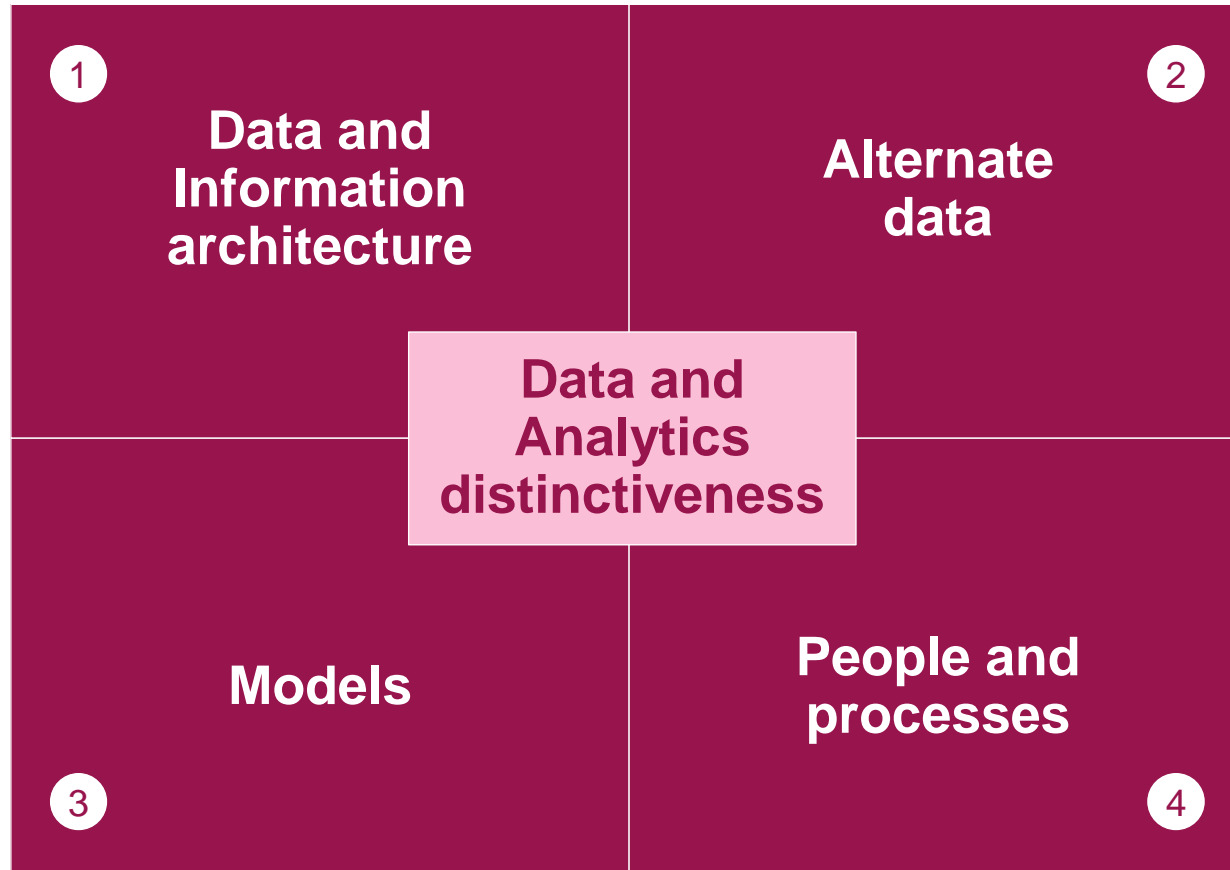 1
Data and
Information
architecture
2
Alternate
data
Data and
Analytics
distinctiveness
Models
3
People and
processes
4